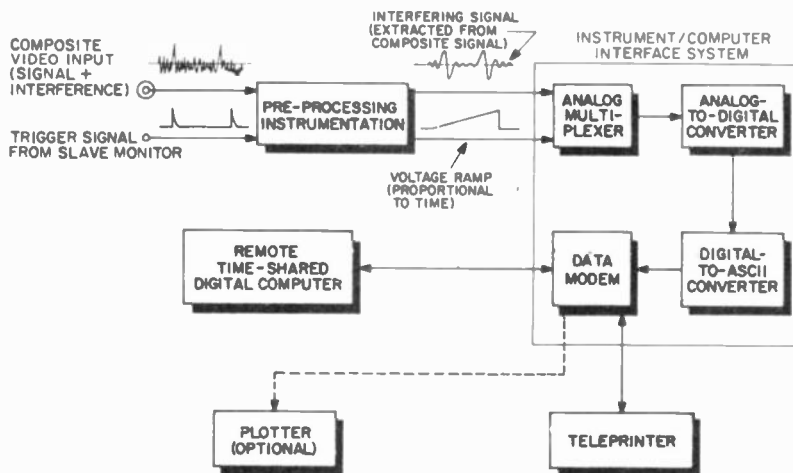 COMPOSITE
VIDEO INPUT
(SIGNAL +
INTERFERENCE)
TRIGGER SIGNAL
FROM SLAVE MONITOR
PRE-PROCESSING
INSTRUMENTATION
INTERFERING SIGNAL
(EXTRACTED FROM
COMPOSITE SIGNAL)
VOLTAGE RAMP
(PROPORTIONAL
TO TIME)
INSTRUMENT/COMPUTER
INTERFACE SYSTEM
ANALOG
MULTI-
PLEXER
ANALOG-
TO-DIGITAL
CONVERTER
REMOTE
TIME-SHARED
DIGITAL COMPUTER
DATA
MODEM
DIGITAL-
TO-ASCII
CONVERTER
PLOTTER
(OPTIONAL)
TELEPRINTER